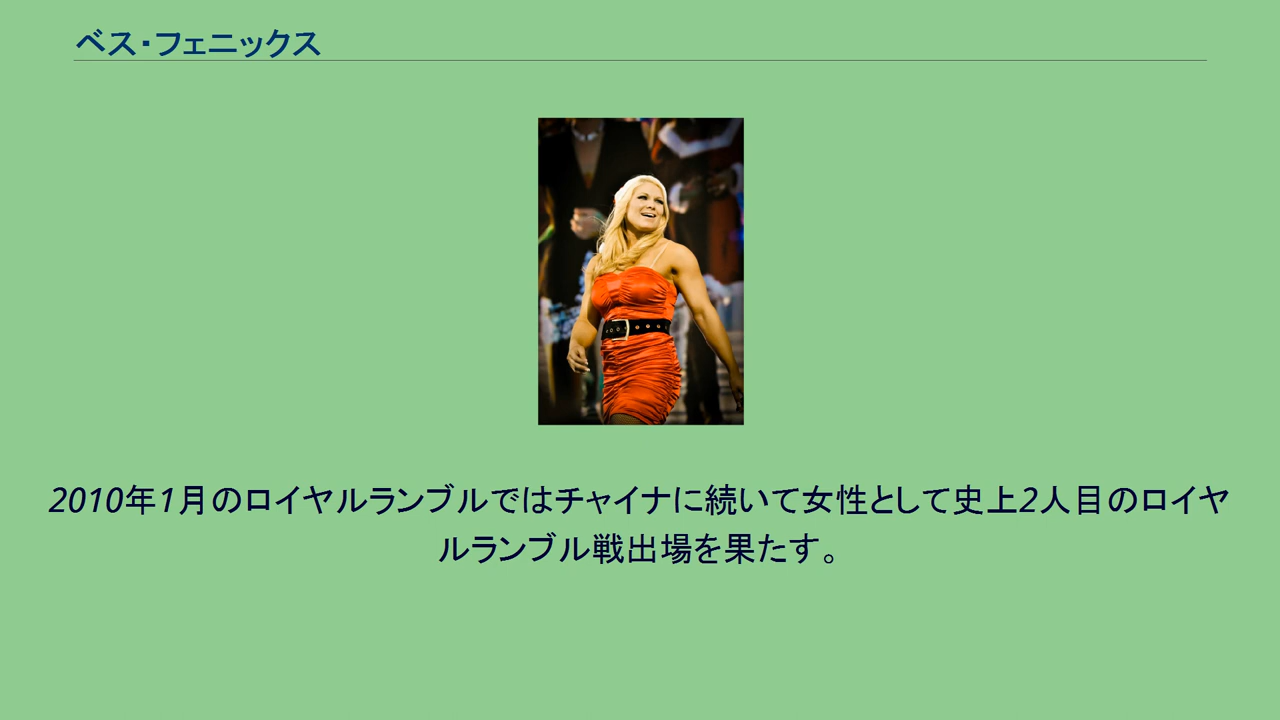 ベス・フェニックス
2010年1月のロイヤルランブルではチャイナに続いて女性として史上2人目のロイヤ
ルランブル戦出場を果たす。